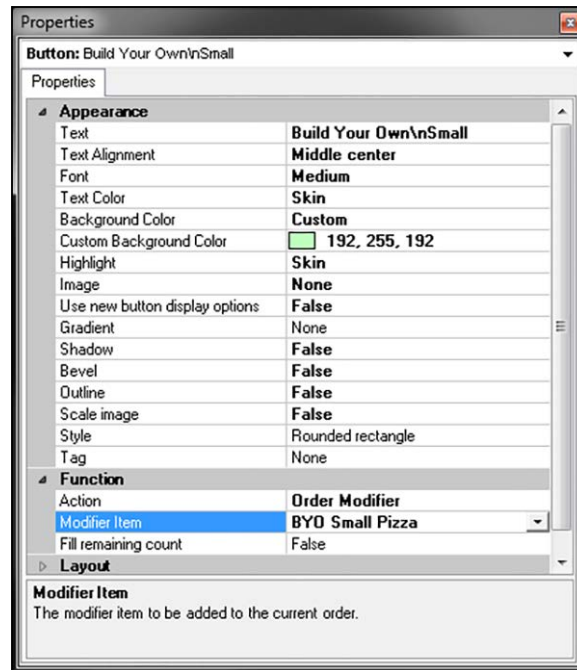 Properties
Button: Build Your Own\nSmall
Properties
Appearance
Text Build Your Own\nSmall
Text Alignment Middle center
Font Medium
Text Color Skin
Background Color Custom
Custom Background Color 192, 255, 192
Highlight Skin
Image None
Use new button display options False
Gradient None
Shadow False
Bevel False
Outline False
Scale image False
Style Rounded rectangle
Tag None
Function
Action Order Modifier
Modifier Item BYO Small Pizza
Fill remaining count False
Layout
Modifier Item
The modifier item to be added to the current order.